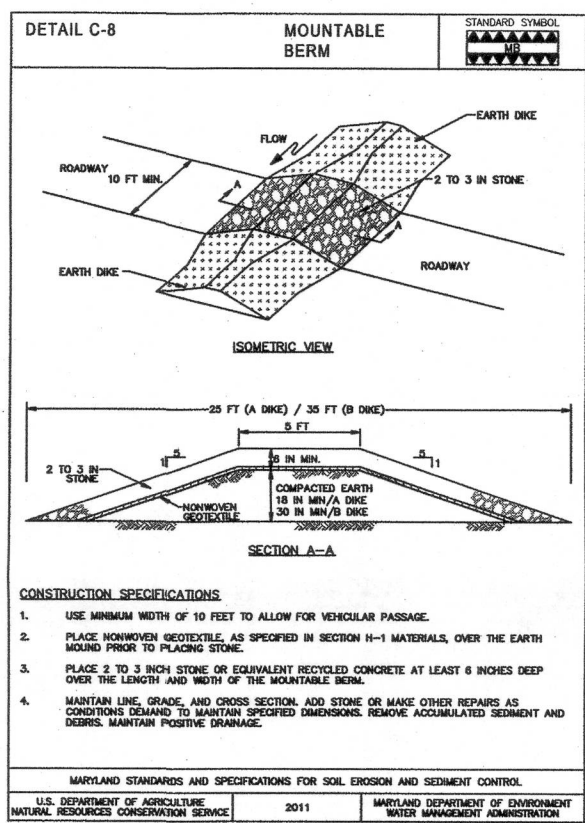 DETAIL C-8
MOUNTABLE
BERM
STANDARD SYMBOL
MB
EARTH DIKE
FLOW
ROADWAY
10 FT MIN.
A
2 TO 3 IN STONE
A
EARTH DIKE
ROADWAY
ISOMETRIC VIEW
25 FT (A DIKE) / 35 FT (B DIKE)
5 FT
5
1
6 IN MIN.
5
1
2 TO 3 IN
STONE
NONWOVEN
GEOTEXTILE
COMPACTED EARTH
18 IN MIN/A DIKE
30 IN MIN/B DIKE
SECTION A-A
CONSTRUCTION SPECIFICATIONS
1. USE MINIMUM WIDTH OF 10 FEET TO ALLOW FOR VEHICULAR PASSAGE.
2. PLACE NONWOVEN GEOTEXTILE, AS SPECIFIED IN SECTION H-1 MATERIALS, OVER THE EARTH
MOUND PRIOR TO PLACING STONE.
3. PLACE 2 TO 3 INCH STONE OR EQUIVALENT RECYCLED CONCRETE AT LEAST 6 INCHES DEEP
OVER THE LENGTH AND WIDTH OF THE MOUNTABLE BERM.
4. MAINTAIN LINE, GRADE, AND CROSS SECTION. ADD STONE OR MAKE OTHER REPAIRS AS
CONDITIONS DEMAND TO MAINTAIN SPECIFIED DIMENSIONS. REMOVE ACCUMULATED SEDIMENT AND
DEBRIS. MAINTAIN POSITIVE DRAINAGE.
MARYLAND STANDARDS AND SPECIFICATIONS FOR SOIL EROSION AND SEDIMENT CONTROL
U.S. DEPARTMENT OF AGRICULTURE
NATURAL RESOURCES CONSERVATION SERVICE
2011
MARYLAND DEPARTMENT OF ENVIRONMENT
WATER MANAGEMENT ADMINISTRATION